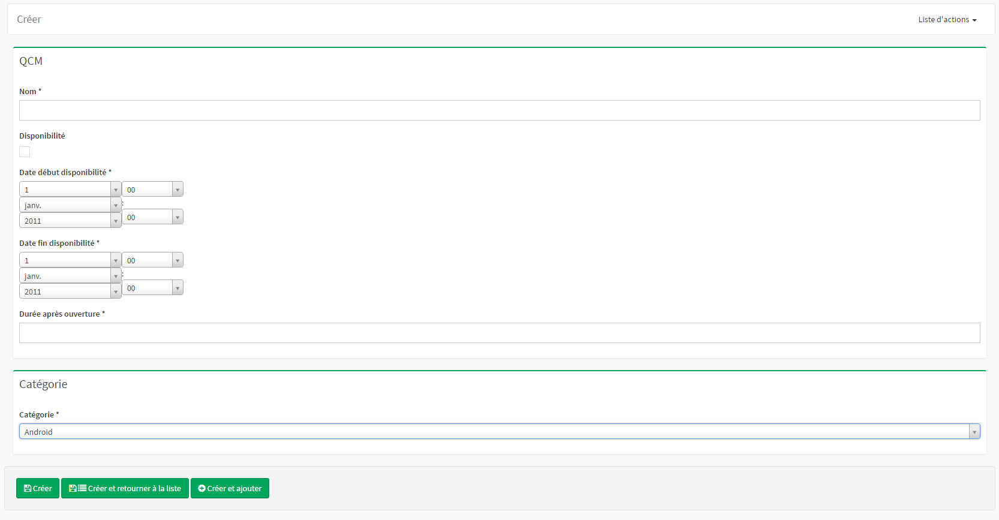 Créer
Liste d'actions
QCM
Nom *
Disponibilité
Date début disponibilité *
1
00
janv.
:
2011
00
Date fin disponibilité *
1
00
janv.
:
2011
00
Durée après ouverture *
Catégorie
Catégorie *
Android
Créer
Créer et retourner à la liste
Créer et ajouter